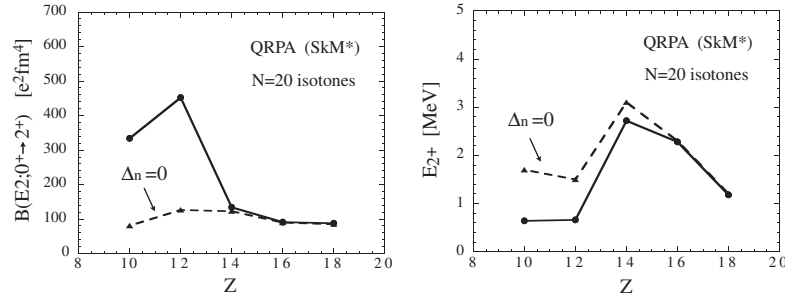 700
600
500
400
300
200
100
0
B(E2;0⁺→2⁺) [e²fm⁴]
QRPA (SkM*)
N=20 isotones
Δn=0
8 10 12 14 16 18 20
Z
5
4
3
2
1
0
E2+ [MeV]
QRPA (SkM*)
N=20 isotones
Δn=0
8 10 12 14 16 18 20
Z